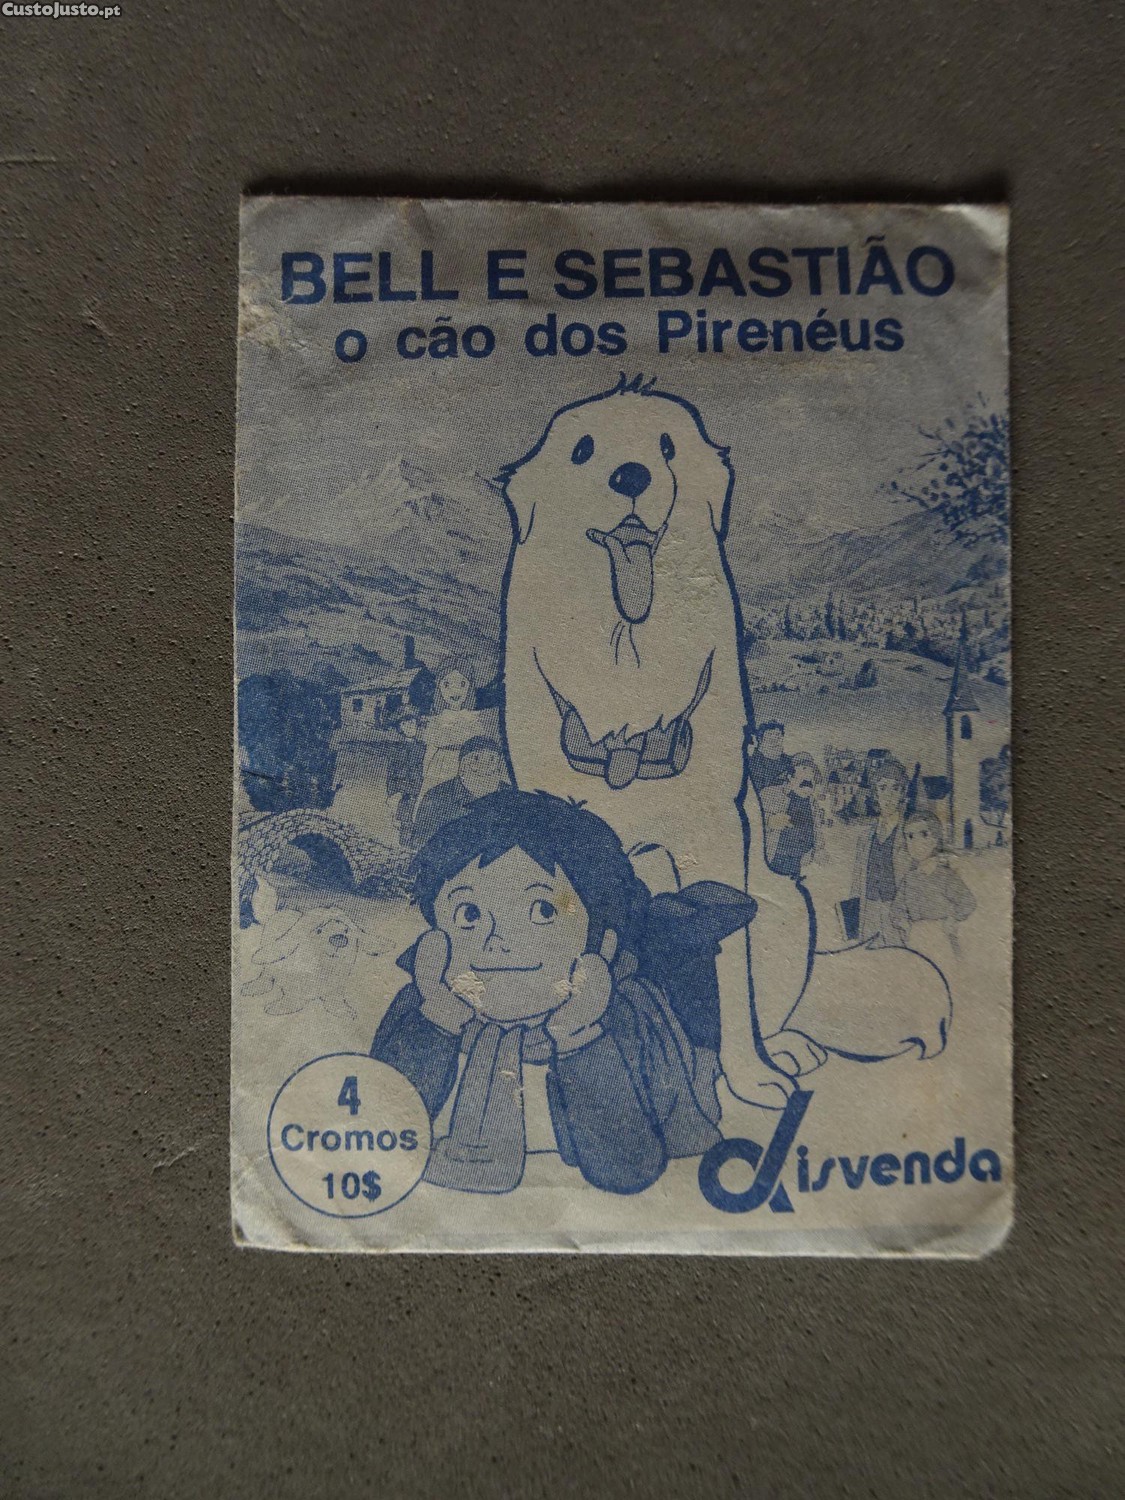 CustoJusto.pt
BELL E SEBASTIÃO
o cão dos Pirenéus
4
Cromos
10$
disvenda